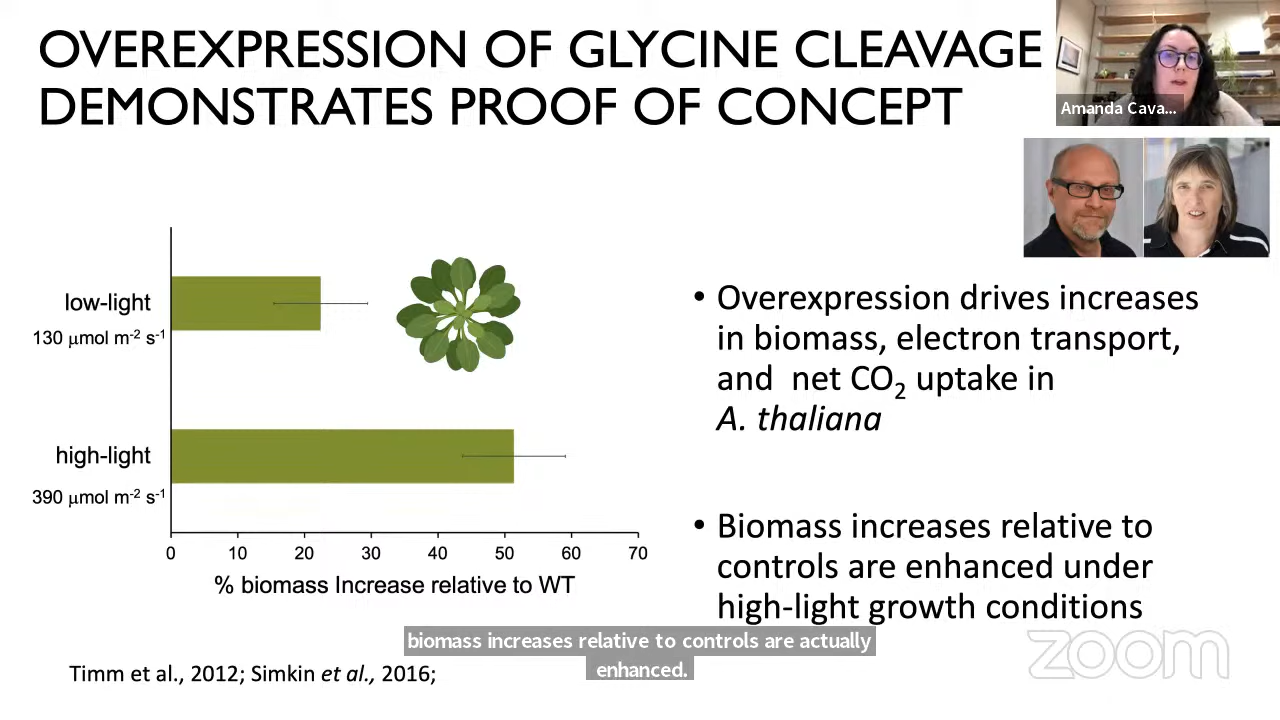 OVEREXPRESSION OF GLYCINE CLEAVAGE
DEMONSTRATES PROOF OF CONCEPT
Amanda Cava...
low-light
130 μmol m-2 s-1
high-light
390 μmol m-2 s-1
0 10 20 30 40 50 60 70
% biomass Increase relative to WT
• Overexpression drives increases
in biomass, electron transport,
and net CO2 uptake in
A. thaliana
• Biomass increases relative to
controls are enhanced under
high-light growth conditions
biomass increases relative to controls are actually
enhanced.
Timm et al., 2012; Simkin et al., 2016;
zoom